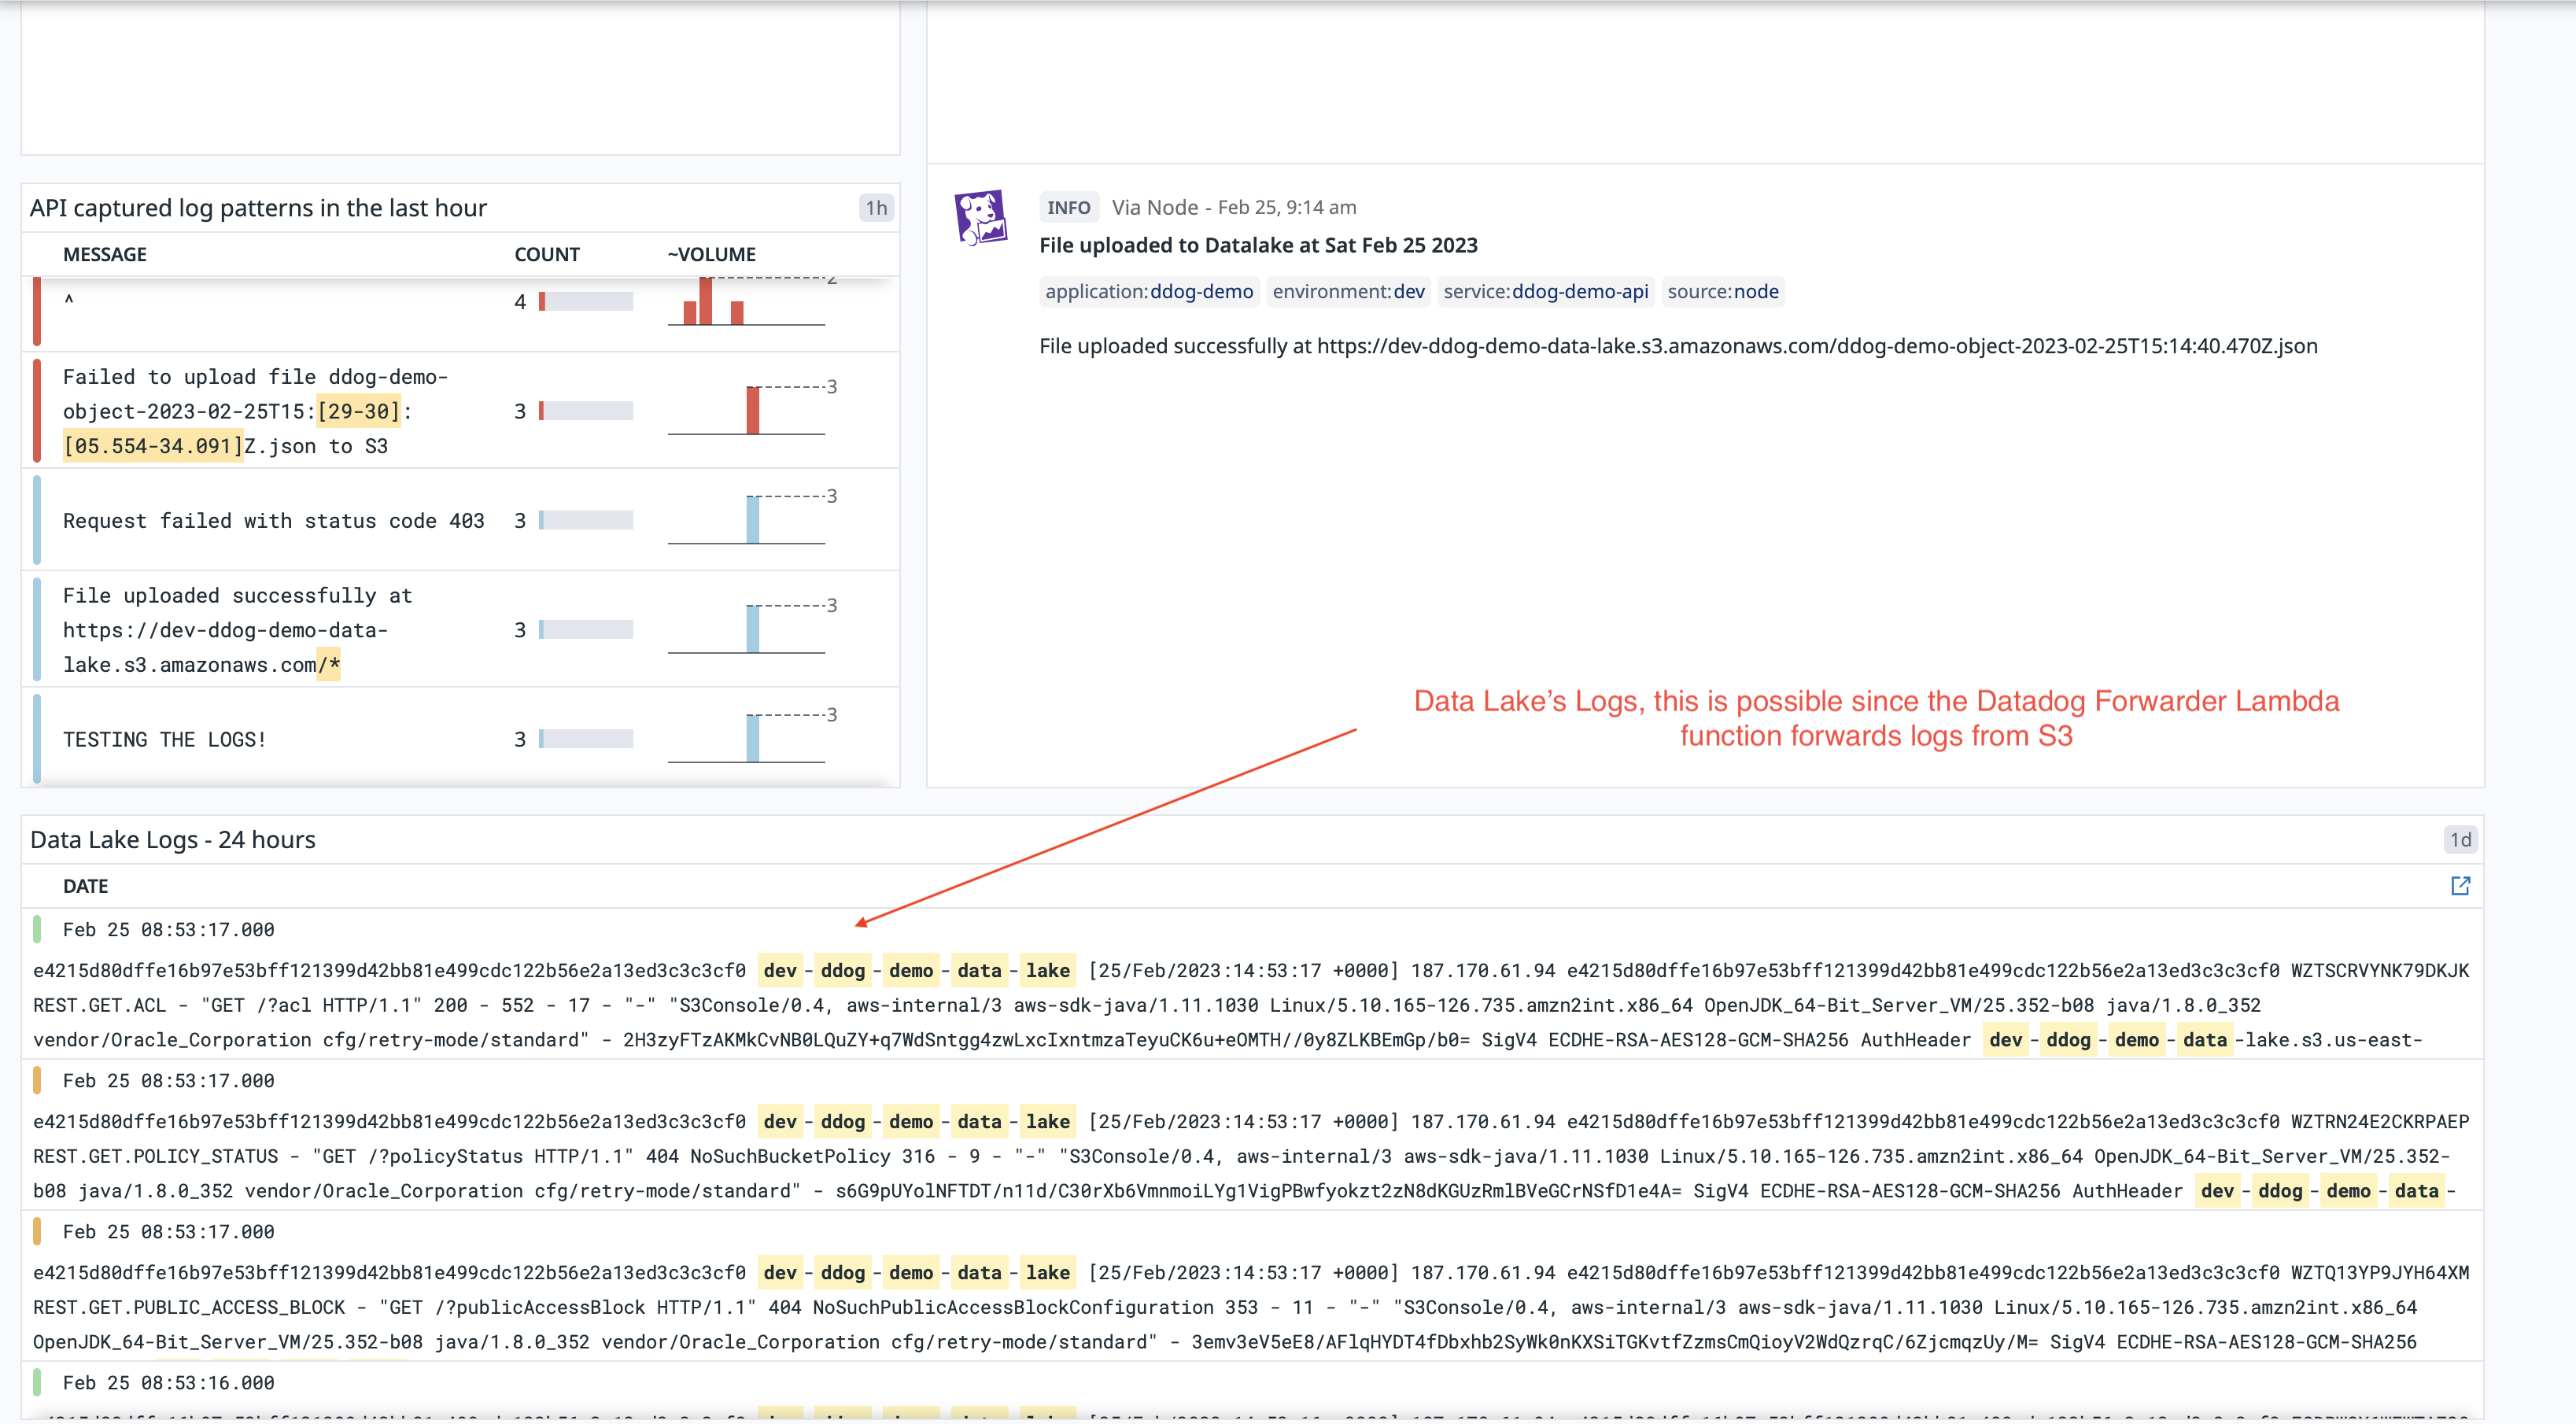 API captured log patterns in the last hour
1h
MESSAGE COUNT ~VOLUME
^ 4 2
Failed to upload file ddog-demo-
object-2023-02-25T15:[29-30]:
[05.554-34.091]Z.json to S3
3 3
Request failed with status code 403 3 3
File uploaded successfully at
https://dev-ddog-demo-data-
lake.s3.amazonaws.com/*
3 3
TESTING THE LOGS! 3 3
INFO Via Node - Feb 25, 9:14 am
File uploaded to Datalake at Sat Feb 25 2023
application:ddog-demo environment:dev service:ddog-demo-api source:node
File uploaded successfully at https://dev-ddog-demo-data-lake.s3.amazonaws.com/ddog-demo-object-2023-02-25T15:14:40.470Z.json
Data Lake’s Logs, this is possible since the Datadog Forwarder Lambda
function forwards logs from S3
Data Lake Logs - 24 hours
1d
DATE
Feb 25 08:53:17.000
e4215d80dffe16b97e53bff121399d42bb81e499cdc122b56e2a13ed3c3c3cf0 dev-ddog-demo-data-lake [25/Feb/2023:14:53:17 +0000] 187.170.61.94 e4215d80dffe16b97e53bff121399d42bb81e499cdc122b56e2a13ed3c3c3cf0 WZTSCRVYNK79DKJK
REST.GET.ACL - "GET /?acl HTTP/1.1" 200 - 552 - 17 - "-" "S3Console/0.4, aws-internal/3 aws-sdk-java/1.11.1030 Linux/5.10.165-126.735.amzn2int.x86_64 OpenJDK_64-Bit_Server_VM/25.352-b08 java/1.8.0_352
vendor/Oracle_Corporation cfg/retry-mode/standard" - 2H3zyFTzAKMkCvNB0LQuZY+q7WdSntgg4zwLxcIxntmzaTeyuCK6u+eOMTH//0y8ZLKBEmGp/b0= SigV4 ECDHE-RSA-AES128-GCM-SHA256 AuthHeader dev-ddog-demo-data-lake.s3.us-east-
Feb 25 08:53:17.000
e4215d80dffe16b97e53bff121399d42bb81e499cdc122b56e2a13ed3c3c3cf0 dev-ddog-demo-data-lake [25/Feb/2023:14:53:17 +0000] 187.170.61.94 e4215d80dffe16b97e53bff121399d42bb81e499cdc122b56e2a13ed3c3c3cf0 WZTRN24E2CKRPAEP
REST.GET.POLICY_STATUS - "GET /?policyStatus HTTP/1.1" 404 NoSuchBucketPolicy 316 - 9 - "-" "S3Console/0.4, aws-internal/3 aws-sdk-java/1.11.1030 Linux/5.10.165-126.735.amzn2int.x86_64 OpenJDK_64-Bit_Server_VM/25.352-
b08 java/1.8.0_352 vendor/Oracle_Corporation cfg/retry-mode/standard" - s6G9pUYolNFTDT/n11d/C30rXb6VmnmoiLYg1VigPBwfyokzt2zN8dKGUzRmlBVeGCrNSfD1e4A= SigV4 ECDHE-RSA-AES128-GCM-SHA256 AuthHeader dev-ddog-demo-data-
Feb 25 08:53:17.000
e4215d80dffe16b97e53bff121399d42bb81e499cdc122b56e2a13ed3c3c3cf0 dev-ddog-demo-data-lake [25/Feb/2023:14:53:17 +0000] 187.170.61.94 e4215d80dffe16b97e53bff121399d42bb81e499cdc122b56e2a13ed3c3c3cf0 WZTQ13YP9JYH64XM
REST.GET.PUBLIC_ACCESS_BLOCK - "GET /?publicAccessBlock HTTP/1.1" 404 NoSuchPublicAccessBlockConfiguration 353 - 11 - "-" "S3Console/0.4, aws-internal/3 aws-sdk-java/1.11.1030 Linux/5.10.165-126.735.amzn2int.x86_64
OpenJDK_64-Bit_Server_VM/25.352-b08 java/1.8.0_352 vendor/Oracle_Corporation cfg/retry-mode/standard" - 3emv3eV5eE8/AFlqHYDT4fDbxhb2SyWk0nKXSiTGKvtfZzmsCmQioyV2WdQzrqC/6ZjcmqzUy/M= SigV4 ECDHE-RSA-AES128-GCM-SHA256
Feb 25 08:53:16.000